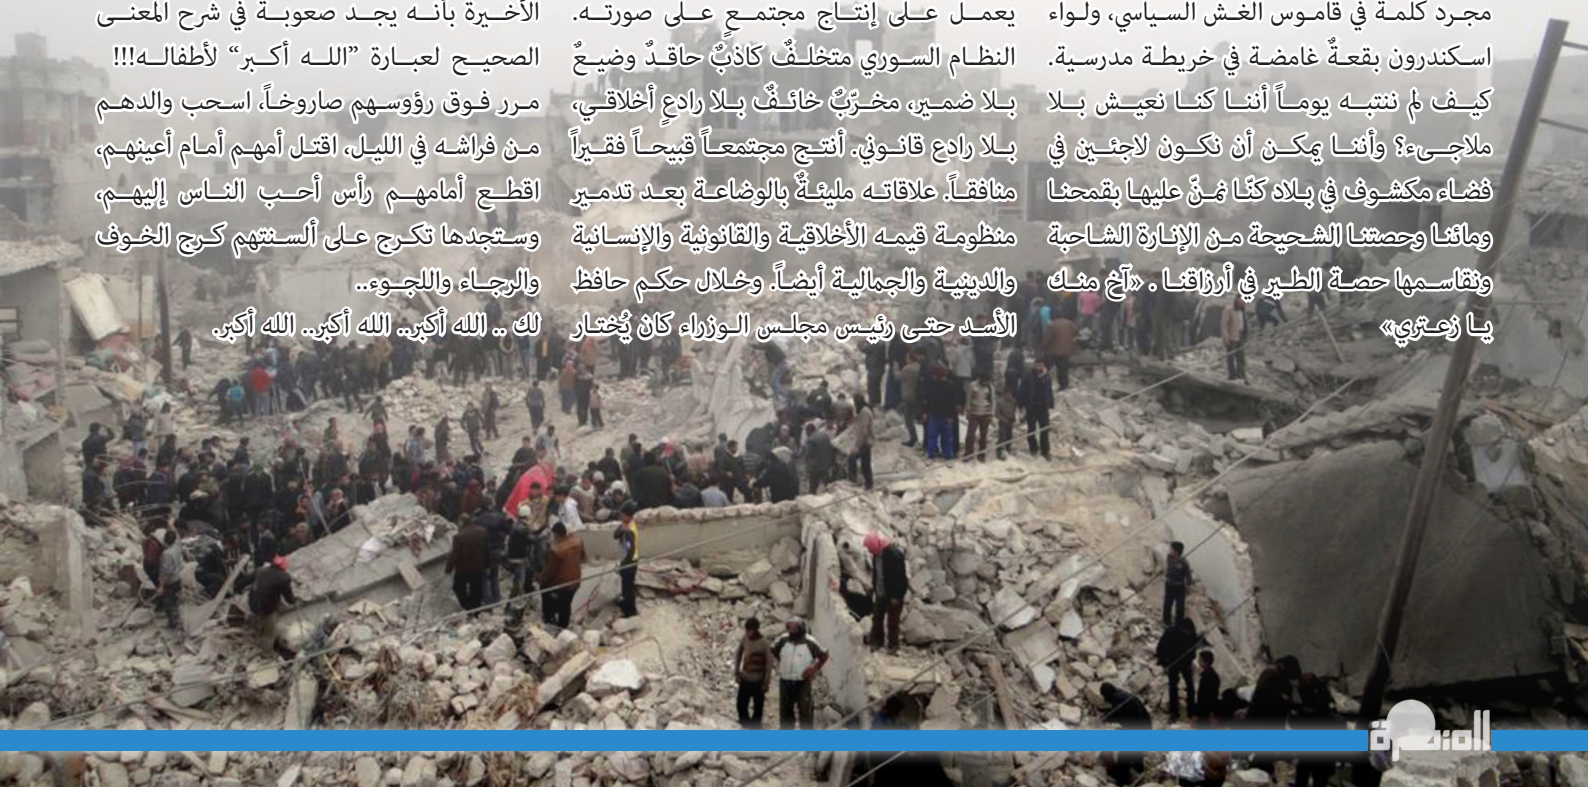 مجرد كلمة في قاموس الغش السياسي، ولواء
اسكندرون بقعةٌ غامضة في خريطة مدرسية.
كيف لم ننتبه يوماً أننا كنا نعيش بلا
ملاجىء؟ وأننا يمكن أن نكون لاجئين في
فضاء مكشوف في بلاد كنّا نمنّ عليها بقمحنا
ومائنا وحصتنا الشحيحة من الإنارة الشاحبة
ونقاسمها حصة الطير في أرزاقنا . «آخ منك
يا زعتري»
يعمل على إنتاج مجتمعٍ على صورته.
النظام السوري متخلفٌ كاذبٌ حاقدٌ وضيعٌ
بلا ضمير، مخرّبٌ خائفٌ بلا رادعٍ أخلاقي،
بلا رادع قانوني. أنتج مجتمعاً قبيحاً فقيراً
منافقاً. علاقاته مليئةٌ بالوضاعة بعد تدمير
منظومة قيمه الأخلاقية والقانونية والإنسانية
والدينية والجمالية أيضاً. وخلال حكم حافظ
الأسد حتى رئيس مجلس الوزراء كان يُختار
الأخيرة بأنه يجد صعوبة في شرح المعنى
الصحيح لعبارة ”الله أكبر“ لأطفاله!!!
مرر فوق رؤوسهم صاروخاً، اسحب والدهم
من فراشه في الليل، اقتل أمهم أمام أعينهم،
اقطع أمامهم رأس أحب الناس إليهم،
وستجدها تكرج على ألسنتهم كرج الخوف
والرجاء واللجوء..
لك .. الله أكبر.. الله أكبر.. الله أكبر.